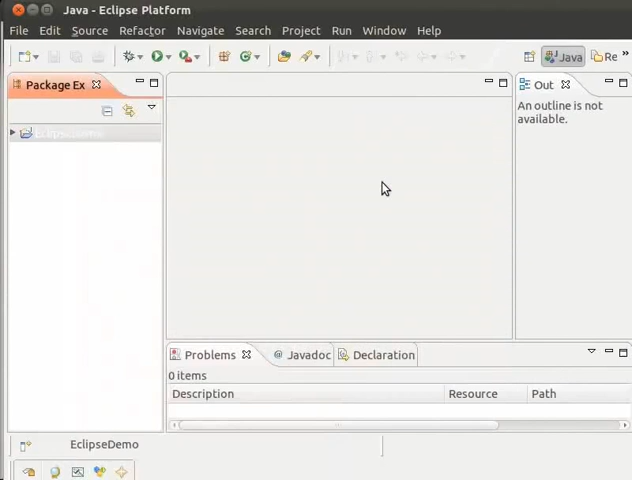 Java - Eclipse Platform
File Edit Source Refactor Navigate Search Project Run Window Help
Java Re »
Package Ex
Out
EclipseDemo
An outline is not
available.
Problems @ Javadoc Declaration
0 items
Description Resource Path
EclipseDemo